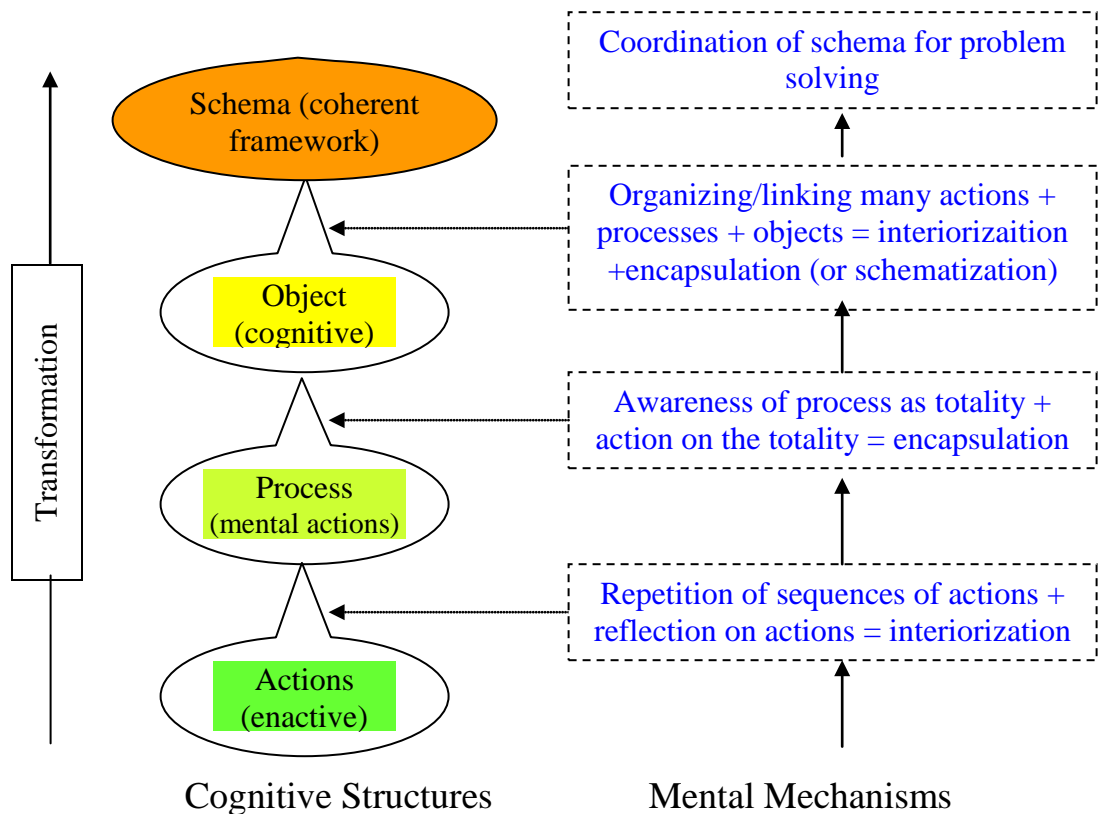 Coordination of schema for problem
solving
Schema (coherent
framework)
Organizing/linking many actions +
processes + objects = interiorizaition
+encapsulation (or schematization)
Object
(cognitive)
Transformation
Awareness of process as totality +
action on the totality = encapsulation
Process
(mental actions)
Repetition of sequences of actions +
reflection on actions = interiorization
Actions
(enactive)
Cognitive Structures
Mental Mechanisms